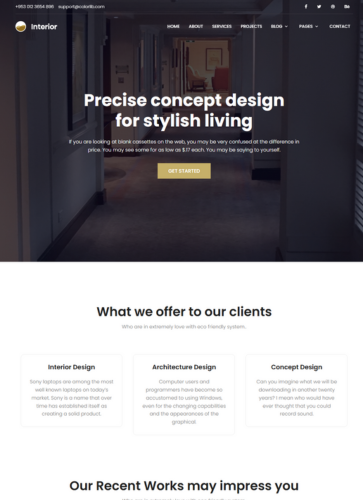 +953 012 3654 896 support@colorlib.com
Interior
HOME ABOUT SERVICES PROJECTS BLOG PAGES CONTACT
Precise concept design
for stylish living
If you are looking at blank cassettes on the web, you may be very confused at the difference in
price. You may see some for as low as $.17 each. You may be saying to yourself.
GET STARTED
What we offer to our clients
Who are in extremely love with eco friendly system.
Interior Design
Sony laptops are among the most
well known laptops on today's
market. Sony is a name that over
time has established itself as
creating a solid product.
Architecture Design
Computer users and
programmers have become so
accustomed to using Windows,
even for the changing capabilities
and the appearances of the
graphical.
Concept Design
Can you imagine what we will be
downloading in another twenty
years? I mean who would have
ever thought that you could
record sound.
Our Recent Works may impress you